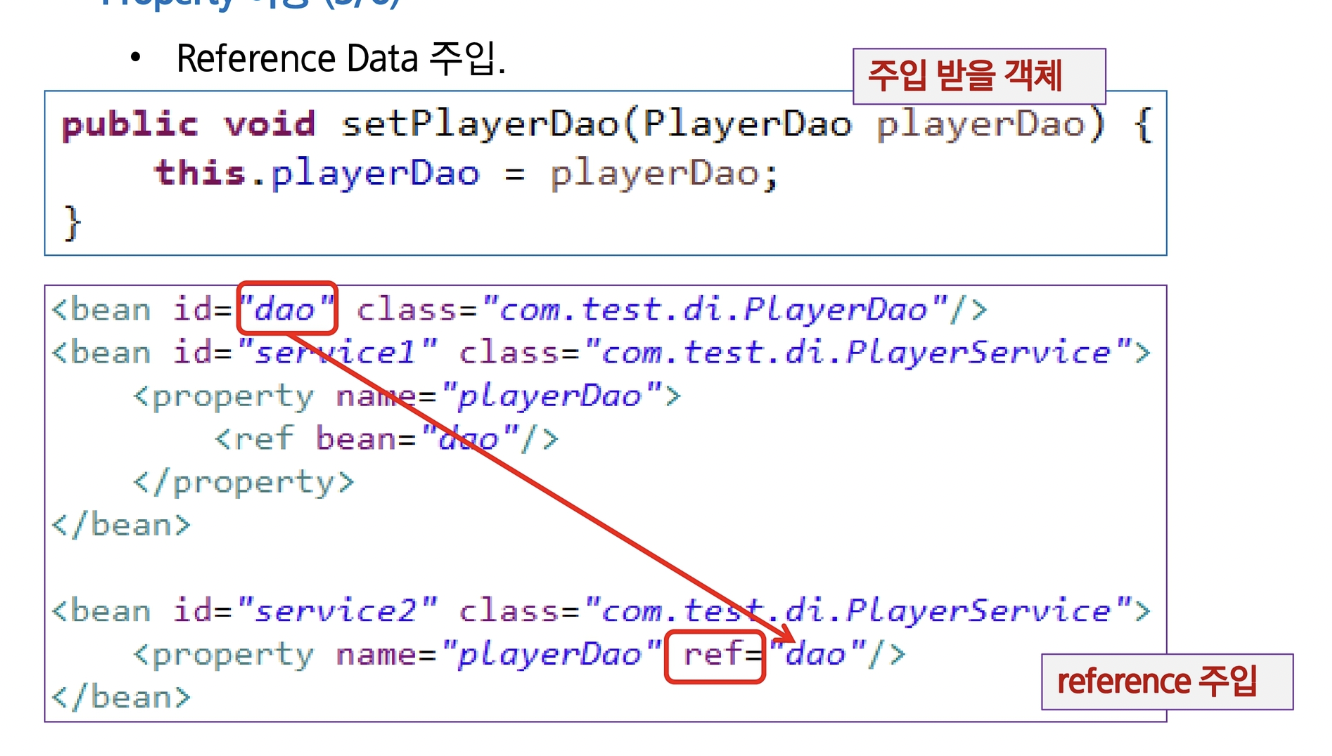 • Reference Data 주입.
주입 받을 객체
public void setPlayerDao(PlayerDao playerDao) {
    this.playerDao = playerDao;
}
<bean id="dao" class="com.test.di.PlayerDao"/>
<bean id="service1" class="com.test.di.PlayerService">
    <property name="playerDao">
        <ref bean="dao"/>
    </property>
</bean>
<bean id="service2" class="com.test.di.PlayerService">
    <property name="playerDao" ref="dao"/>
</bean>
reference 주입